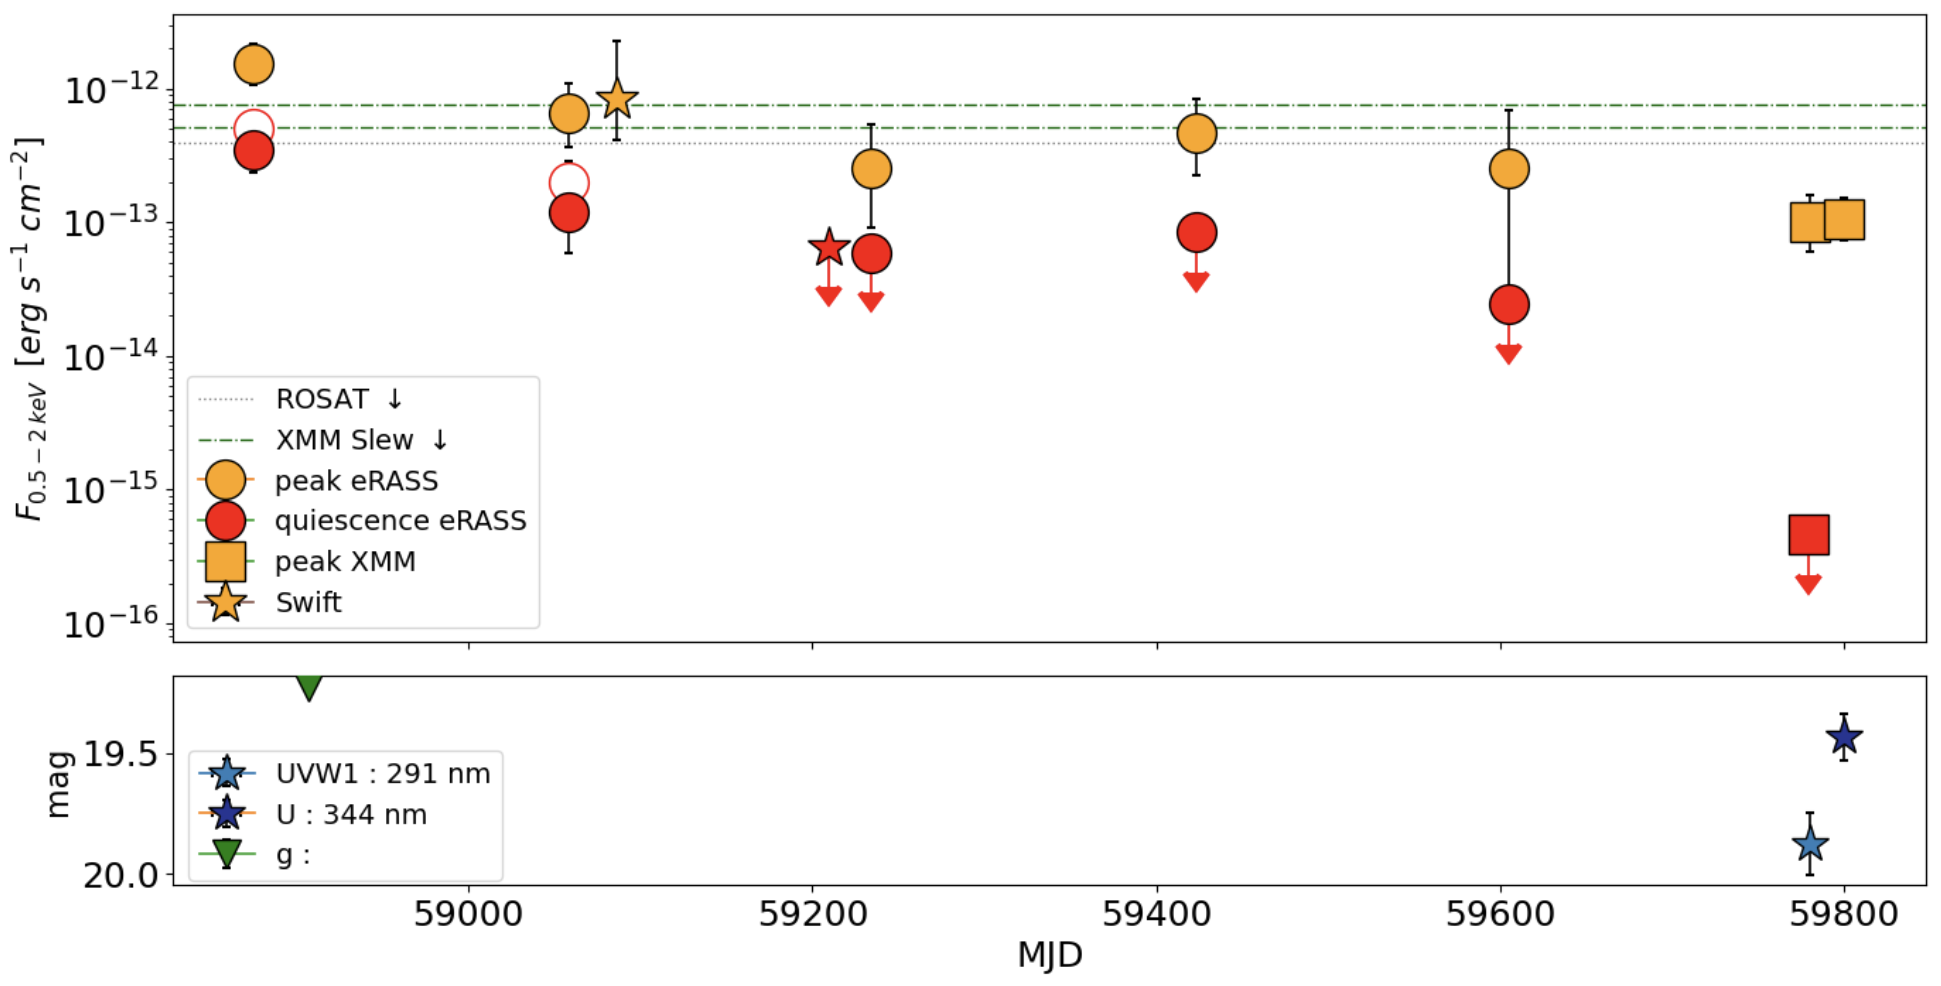 F₀.₅₋₂ ₖₑᵥ [erg s⁻¹ cm⁻²]
10⁻¹²
10⁻¹³
10⁻¹⁴
10⁻¹⁵
10⁻¹⁶
ROSAT ↓
XMM Slew ↓
peak eRASS
quiescence eRASS
peak XMM
Swift
mag
19.5
20.0
UVW1 : 291 nm
U : 344 nm
g :
59000 59200 59400 59600 59800
MJD